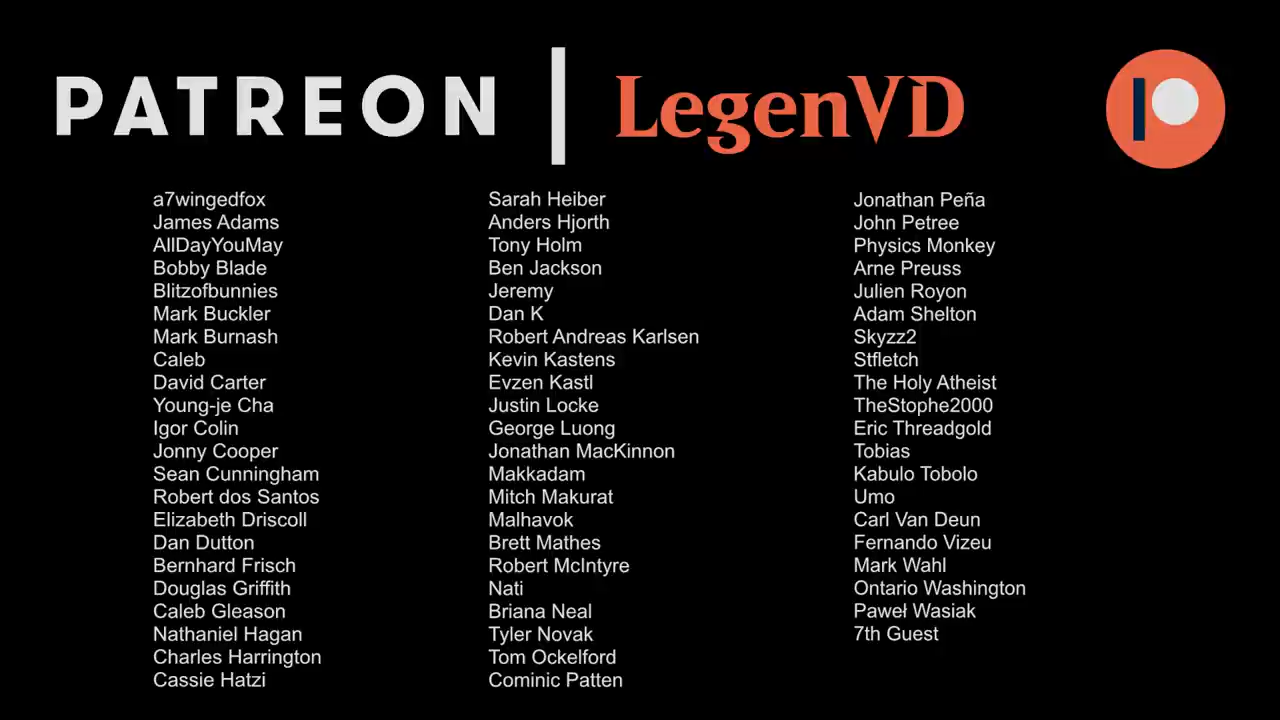 PATREON | LegenVD
a7wingedfox
James Adams
AllDayYouMay
Bobby Blade
Blitzofbunnies
Mark Buckler
Mark Burnash
Caleb
David Carter
Young-je Cha
Igor Colin
Jonny Cooper
Sean Cunningham
Robert dos Santos
Elizabeth Driscoll
Dan Dutton
Bernhard Frisch
Douglas Griffith
Caleb Gleason
Nathaniel Hagan
Charles Harrington
Cassie Hatzi
Sarah Heiber
Anders Hjorth
Tony Holm
Ben Jackson
Jeremy
Dan K
Robert Andreas Karlsen
Kevin Kastens
Evzen Kastl
Justin Locke
George Luong
Jonathan MacKinnon
Makkadam
Mitch Makurat
Malhavok
Brett Mathes
Robert McIntyre
Nati
Briana Neal
Tyler Novak
Tom Ockelford
Cominic Patten
Jonathan Peña
John Petree
Physics Monkey
Arne Preuss
Julien Royon
Adam Shelton
Skyzz2
Stfletch
The Holy Atheist
TheStophe2000
Eric Threadgold
Tobias
Kabulo Tobolo
Umo
Carl Van Deun
Fernando Vizeu
Mark Wahl
Ontario Washington
Paweł Wasiak
7th Guest